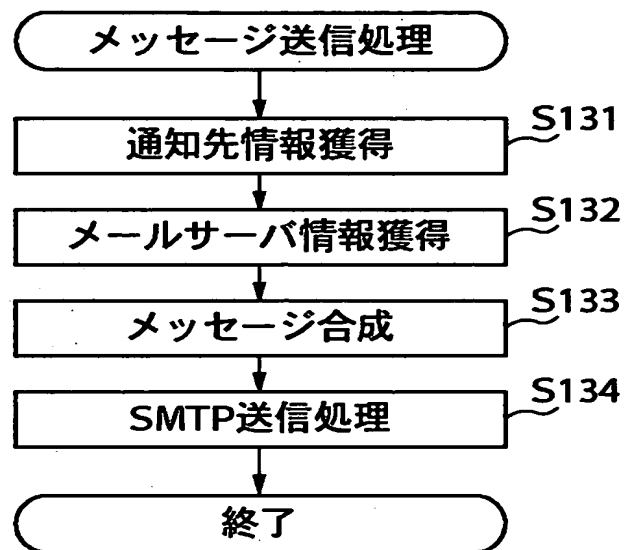 メッセージ送信処理
S131
通知先情報獲得
S132
メールサーバ情報獲得
S133
メッセージ合成
S134
SMTP送信処理
終了